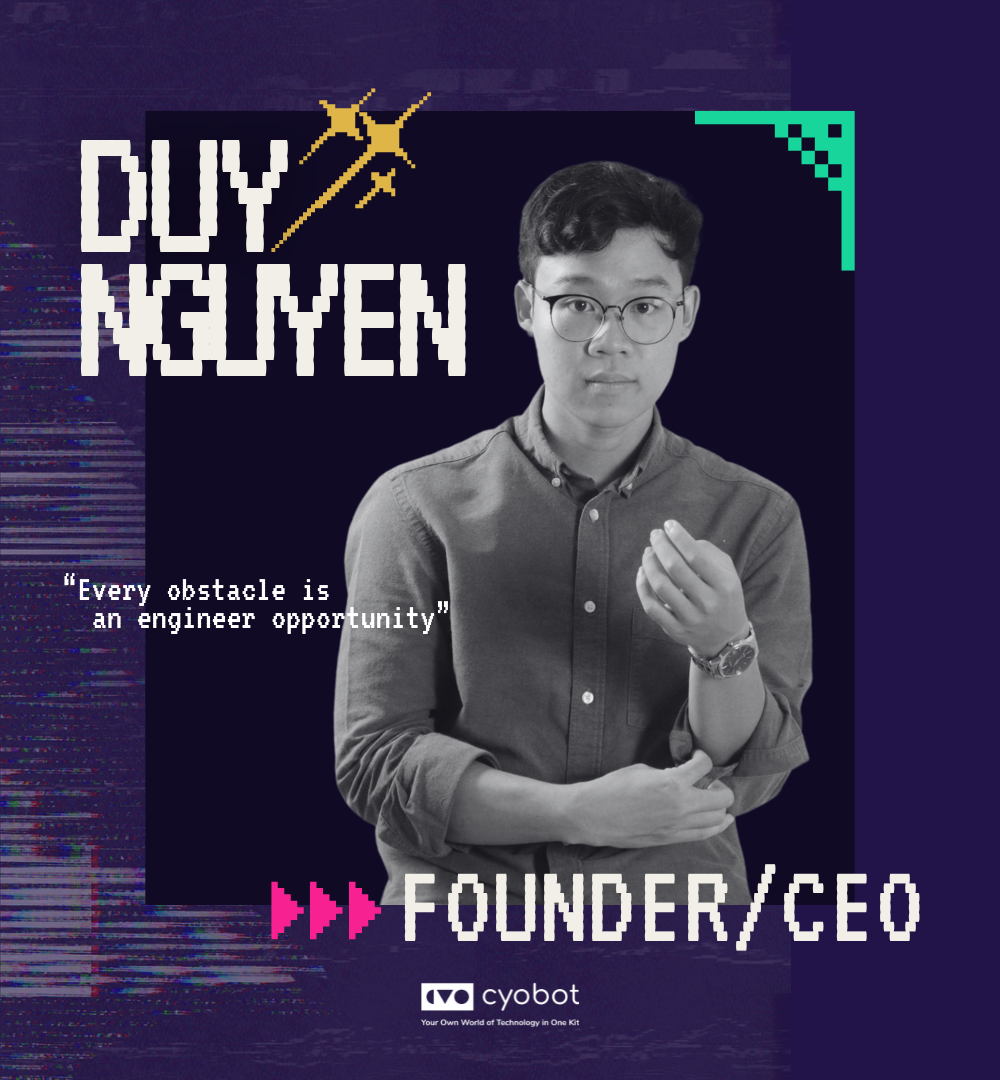 DUY
NGUYEN
“Every obstacle is
an engineer opportunity”
FOUNDER/CEO
cyobot
Your Own World of Technology in One Kit